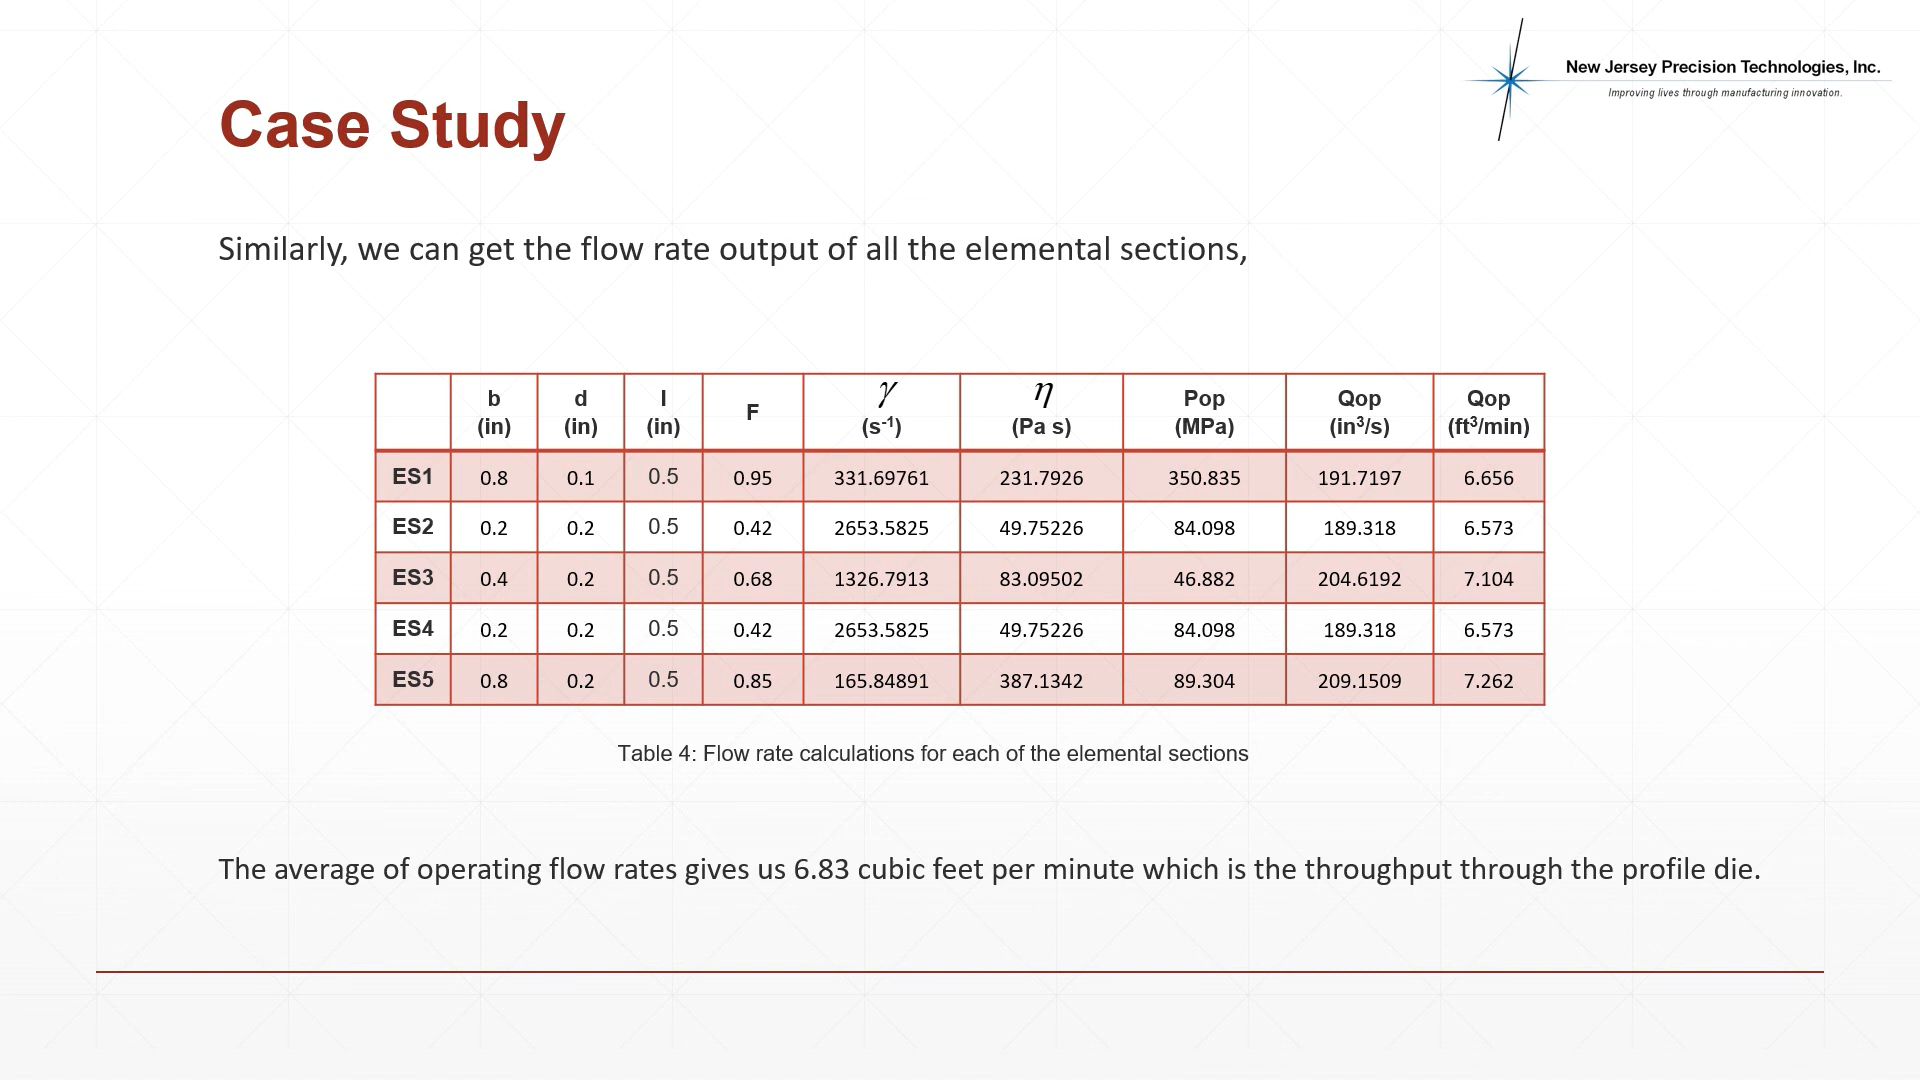 New Jersey Precision Technologies, Inc.
Improving lives through manufacturing innovation.
Case Study
Similarly, we can get the flow rate output of all the elemental sections,
b (in) d (in) l (in) F γ (s⁻¹) η (Pa s) Pop (MPa) Qop (in³/s) Qop (ft³/min)
ES1 0.8 0.1 0.5 0.95 331.69761 231.7926 350.835 191.7197 6.656
ES2 0.2 0.2 0.5 0.42 2653.5825 49.75226 84.098 189.318 6.573
ES3 0.4 0.2 0.5 0.68 1326.7913 83.09502 46.882 204.6192 7.104
ES4 0.2 0.2 0.5 0.42 2653.5825 49.75226 84.098 189.318 6.573
ES5 0.8 0.2 0.5 0.85 165.84891 387.1342 89.304 209.1509 7.262
Table 4: Flow rate calculations for each of the elemental sections
The average of operating flow rates gives us 6.83 cubic feet per minute which is the throughput through the profile die.